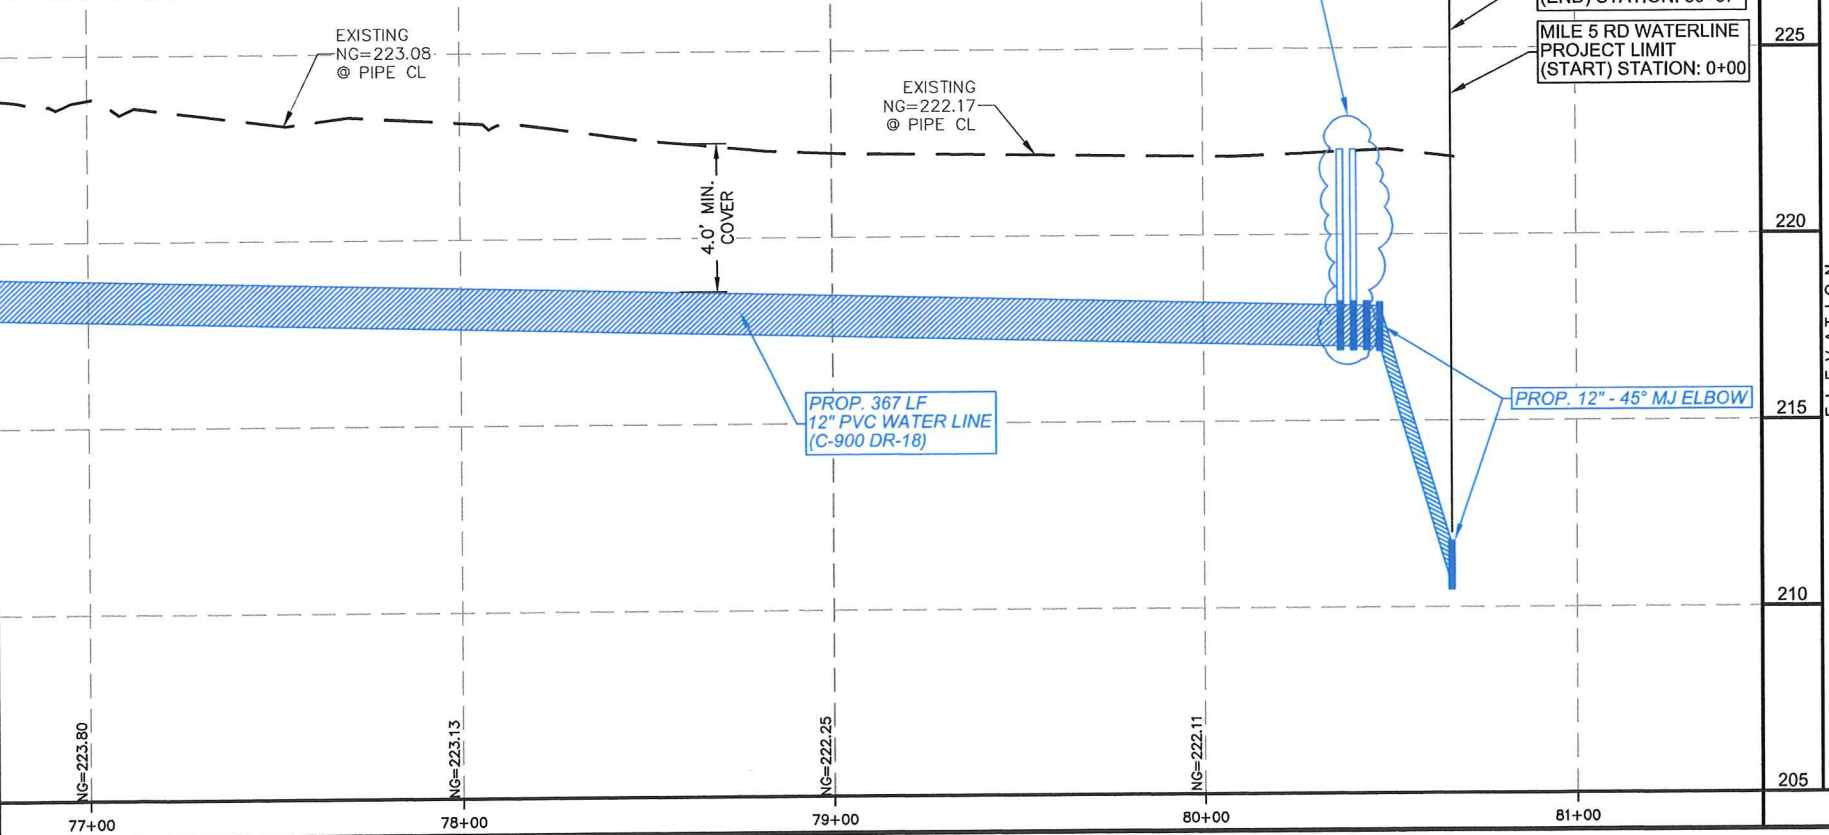 EXISTING
NG=223.08
@ PIPE CL
EXISTING
NG=222.17
@ PIPE CL
MILE 5 RD WATERLINE
PROJECT LIMIT
(START) STATION: 0+00
4.0' MIN.
COVER
PROP. 367 LF
12" PVC WATER LINE
(C-900 DR-18)
PROP. 12" - 45° MJ ELBOW
225
220
215
210
205
NG=223.80
NG=223.13
NG=222.25
NG=222.11
77+00
78+00
79+00
80+00
81+00